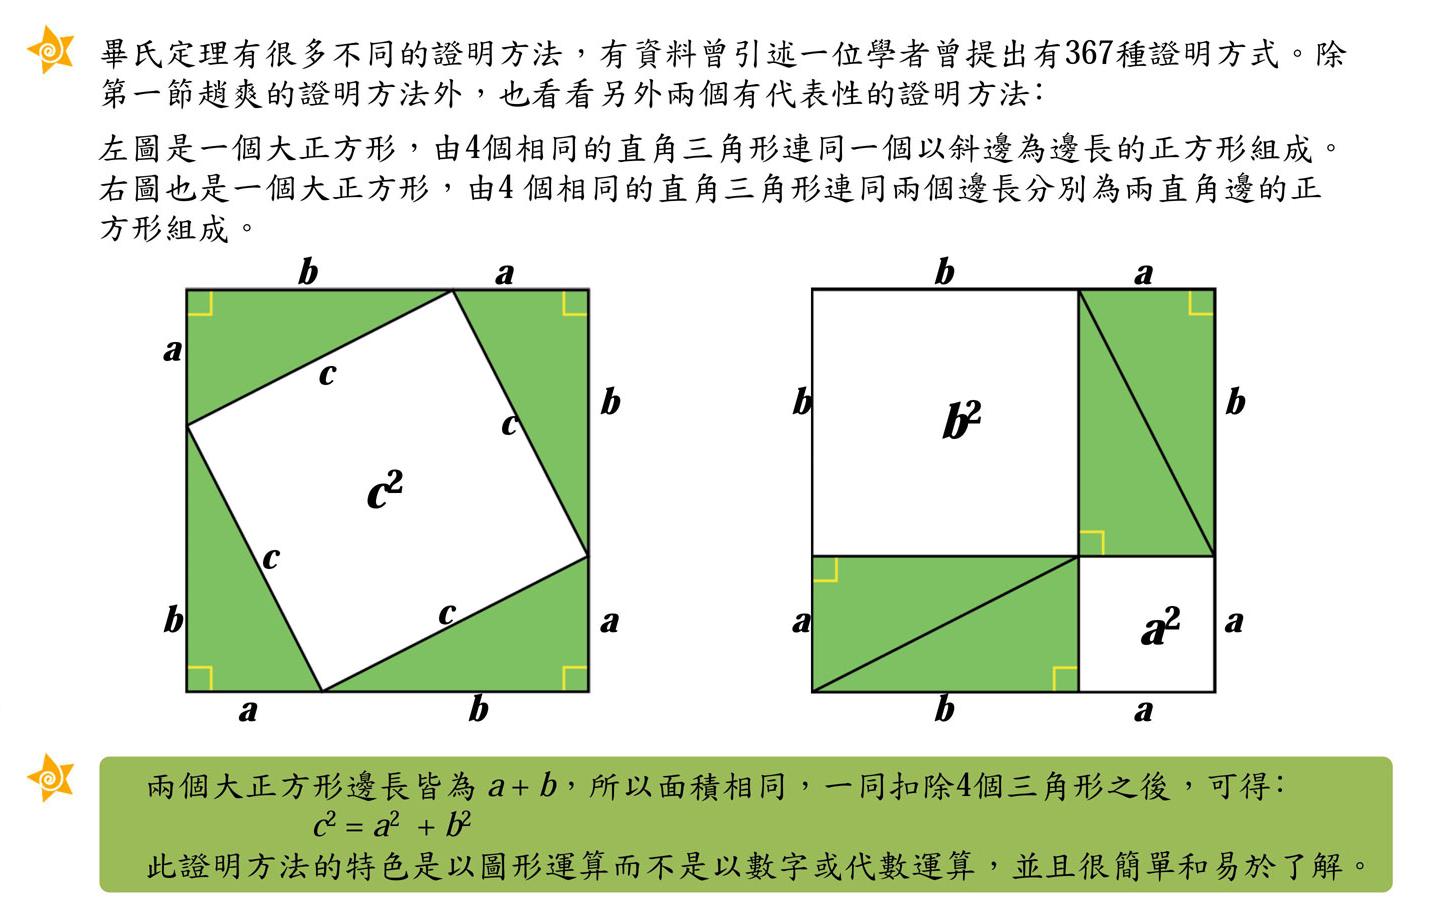 畢氏定理有很多不同的證明方法，有資料曾引述一位學者曾提出有367種證明方式。除
第一節趙爽的證明方法外，也看看另外兩個有代表性的證明方法：
左圖是一個大正方形，由4個相同的直角三角形連同一個以斜邊為邊長的正方形組成。
右圖也是一個大正方形，由4 個相同的直角三角形連同兩個邊長分別為兩直角邊的正
方形組成。
b a
a
c
b
c
c²
c
b
c
a
a b
b a
b
b²
b
a
a²
a
b a
兩個大正方形邊長皆為 a + b，所以面積相同，一同扣除4個三角形之後，可得：
c² = a² + b²
此證明方法的特色是以圖形運算而不是以數字或代數運算，並且很簡單和易於了解。